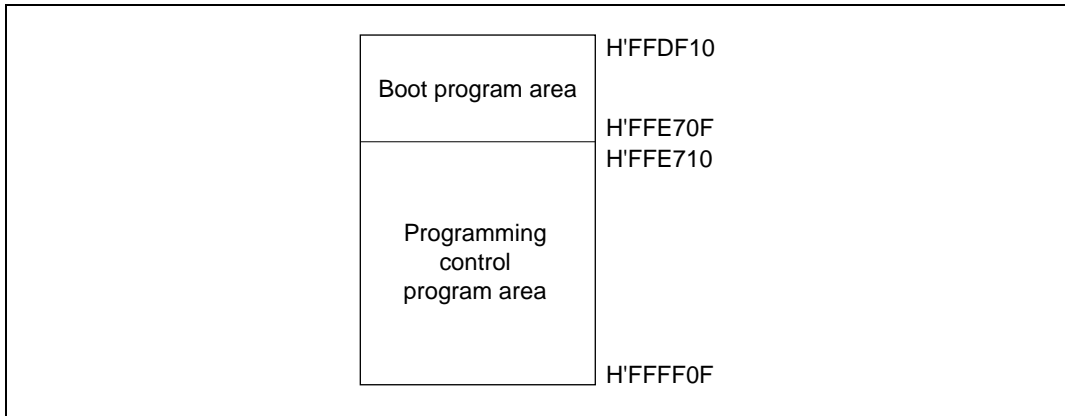 H'FFDF10
Boot program area
H'FFE70F
H'FFE710
Programming
control
program area
H'FFFF0F